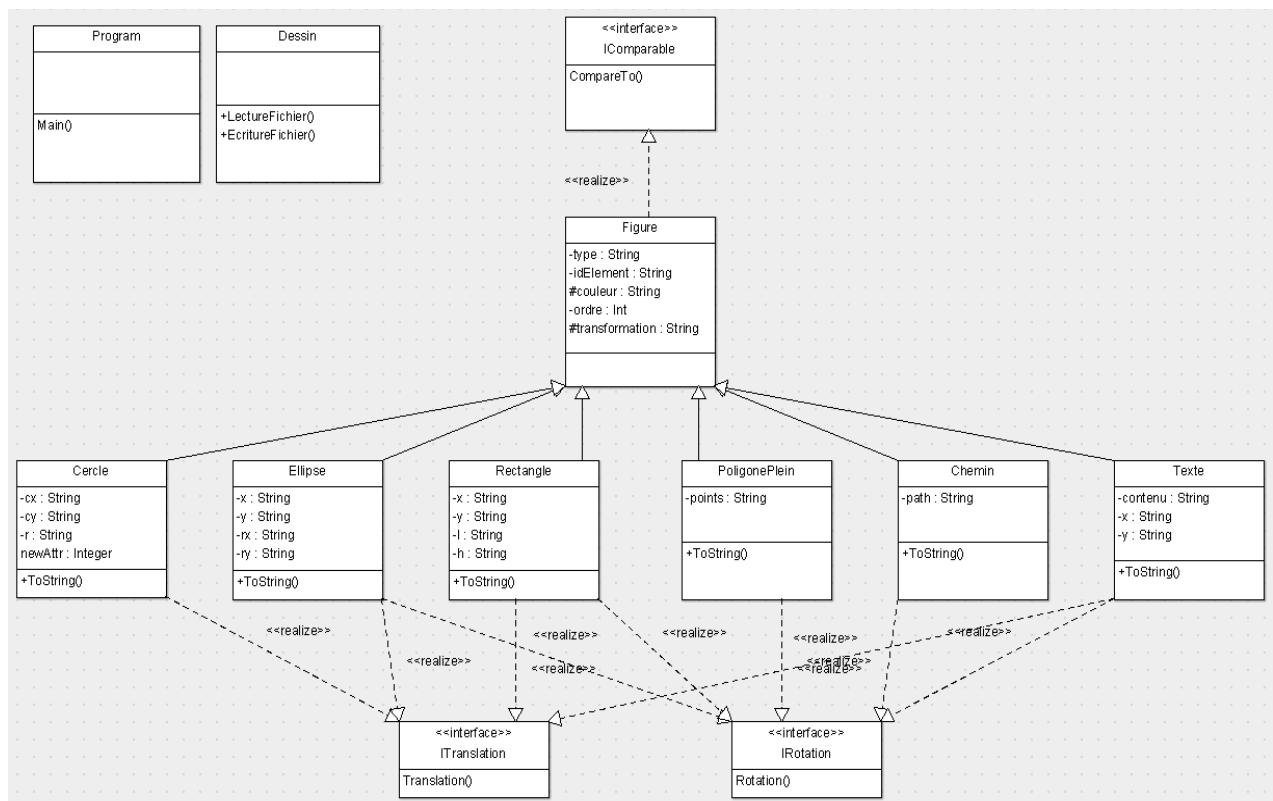 Program
Main()
Dessin
+LectureFichier()
+EcritureFichier()
<<interface>>
IComparable
CompareTo()
<<realize>>
Figure
-type : String
-idElement : String
#couleur : String
-ordre : Int
#transformation : String
Cercle
-cx : String
-cy : String
-r : String
newAttr : Integer
+ToString()
Ellipse
-x : String
-y : String
-rx : String
-ry : String
+ToString()
Rectangle
-x : String
-y : String
-l : String
-h : String
+ToString()
PoligonePlein
-points : String
+ToString()
Chemin
-path : String
+ToString()
Texte
-contenu : String
-x : String
-y : String
+ToString()
<<realize>>
<<realize>>
<<realize>>
<<realize>>
<<realize>>
<<realize>>
<<realize>>
<<realize>>
<<realize>>
<<interface>>
ITranslation
Translation()
<<interface>>
IRotation
Rotation()